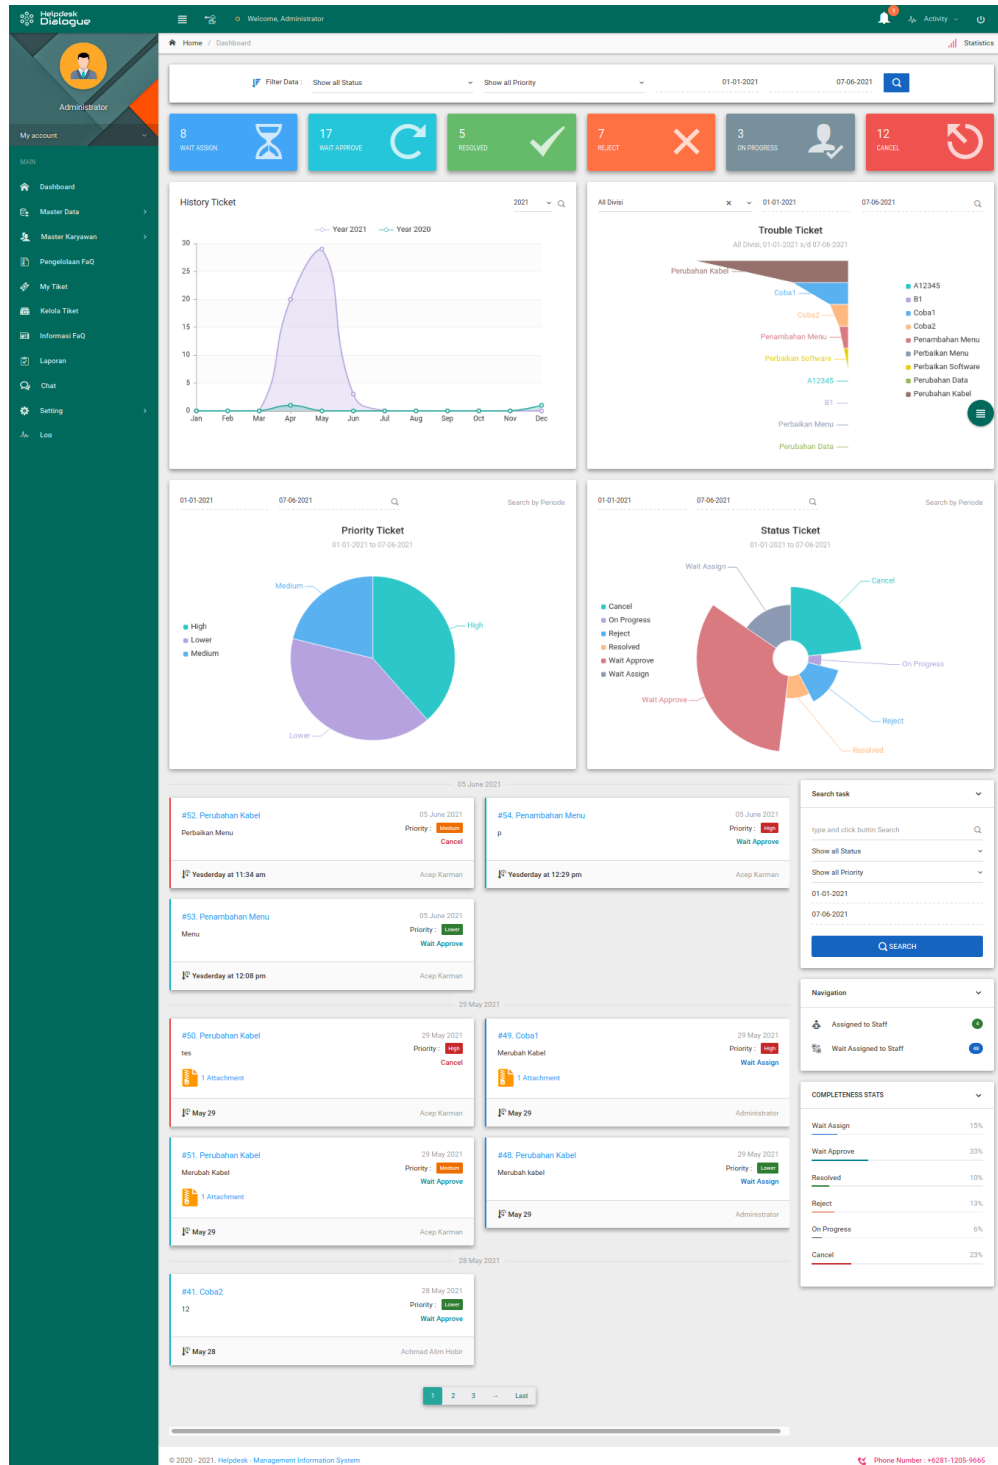 Helpdesk
Dialogue
Welcome, Administrator
3
Activity
Administrator
My account
MAIN
Dashboard
Master Data
Master Karyawan
Pengelolaan FaQ
My Tiket
Kelola Tiket
Informasi FaQ
Laporan
Chat
Setting
Log
Home / Dashboard
Statistics
Filter Data :
Show all Status
Show all Priority
01-01-2021
07-06-2021
8
WAIT ASSIGN
17
WAIT APPROVE
5
RESOLVED
7
REJECT
3
ON PROGRESS
12
CANCEL
History Ticket
2021
Year 2021
Year 2020
30
25
20
15
10
5
0
Jan Feb Mar Apr May Jun Jul Aug Sep Oct Nov Dec
All Divisi
01-01-2021
07-06-2021
Trouble Ticket
All Divisi, 01-01-2021 s/d 07-06-2021
Perubahan Kabel
Coba1
Coba2
Penambahan Menu
Perbaikan Software
A12345
B1
Perbaikan Menu
Perubahan Data
A12345
B1
Coba1
Coba2
Penambahan Menu
Perbaikan Menu
Perbaikan Software
Perubahan Data
Perubahan Kabel
01-01-2021
07-06-2021
Search by Periode
Priority Ticket
01-01-2021 to 07-06-2021
High
Lower
Medium
Medium
High
Lower
01-01-2021
07-06-2021
Search by Periode
Status Ticket
01-01-2021 to 07-06-2021
Cancel
On Progress
Reject
Resolved
Wait Approve
Wait Assign
Wait Assign
Cancel
On Progress
Reject
Resolved
Wait Approve
05 June 2021
#52. Perubahan Kabel
05 June 2021
Perbaikan Menu
Priority : Medium
Cancel
Yesderday at 11:34 am
Acep Karman
#54. Penambahan Menu
05 June 2021
p
Priority : High
Wait Approve
Yesderday at 12:29 pm
Acep Karman
#53. Penambahan Menu
05 June 2021
Menu
Priority : Lower
Wait Approve
Yesderday at 12:08 pm
Acep Karman
29 May 2021
#50. Perubahan Kabel
29 May 2021
tes
Priority : High
Cancel
1 Attachment
May 29
Acep Karman
#49. Coba1
29 May 2021
Merubah Kabel
Priority : High
Wait Assign
1 Attachment
May 29
Administrator
#51. Perubahan Kabel
29 May 2021
Merubah Kabel
Priority : Medium
Wait Approve
1 Attachment
May 29
Acep Karman
#48. Perubahan Kabel
29 May 2021
Merubah kabel
Priority : Lower
Wait Assign
May 29
Administrator
28 May 2021
#41. Coba2
28 May 2021
12
Priority : Lower
Wait Approve
May 28
Achmad Alim Hobir
1 2 3 → Last
Search task
type and click buttin Search
Show all Status
Show all Priority
01-01-2021
07-06-2021
SEARCH
Navigation
Assigned to Staff 4
Wait Assigned to Staff 48
COMPLETENESS STATS
Wait Assign 15%
Wait Approve 33%
Resolved 10%
Reject 13%
On Progress 6%
Cancel 23%
© 2020 - 2021. Helpdesk - Management Information System
Phone Number : +6281-1205-9665